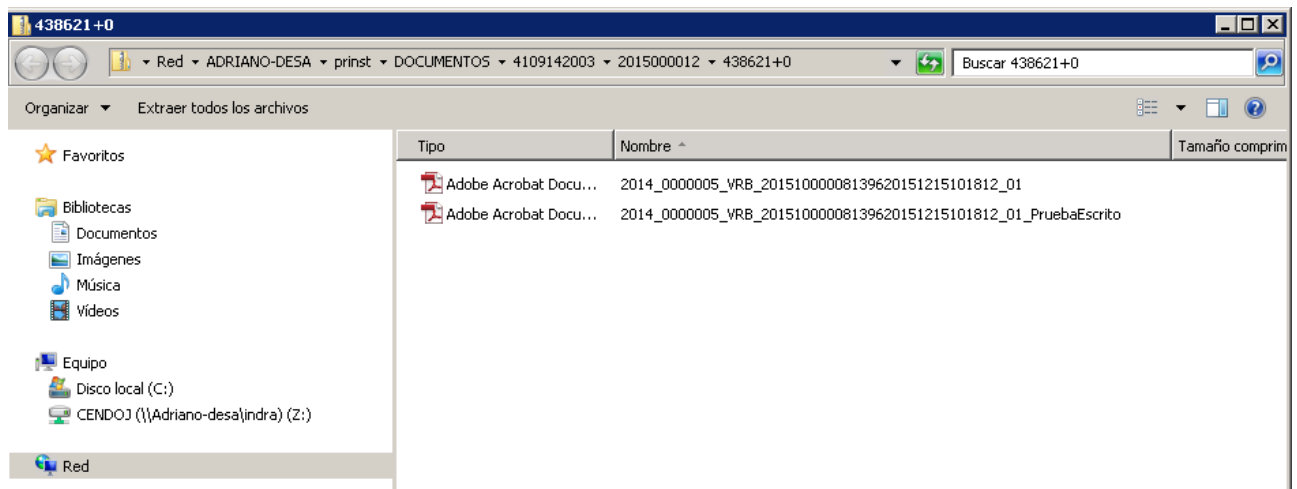 438621+0
Red ADRIANO-DESA prinst DOCUMENTOS 4109142003 2015000012 438621+0 Buscar 438621+0
Organizar Extraer todos los archivos
Favoritos
Bibliotecas
Documentos
Imágenes
Música
Vídeos
Equipo
Disco local (C:)
CENDOJ (\\Adriano-desa\indra) (Z:)
Red
Tipo Nombre Tamaño comprim
Adobe Acrobat Docu... 2014_0000005_VRB_20151000008139620151215101812_01
Adobe Acrobat Docu... 2014_0000005_VRB_20151000008139620151215101812_01_PruebaEscrito